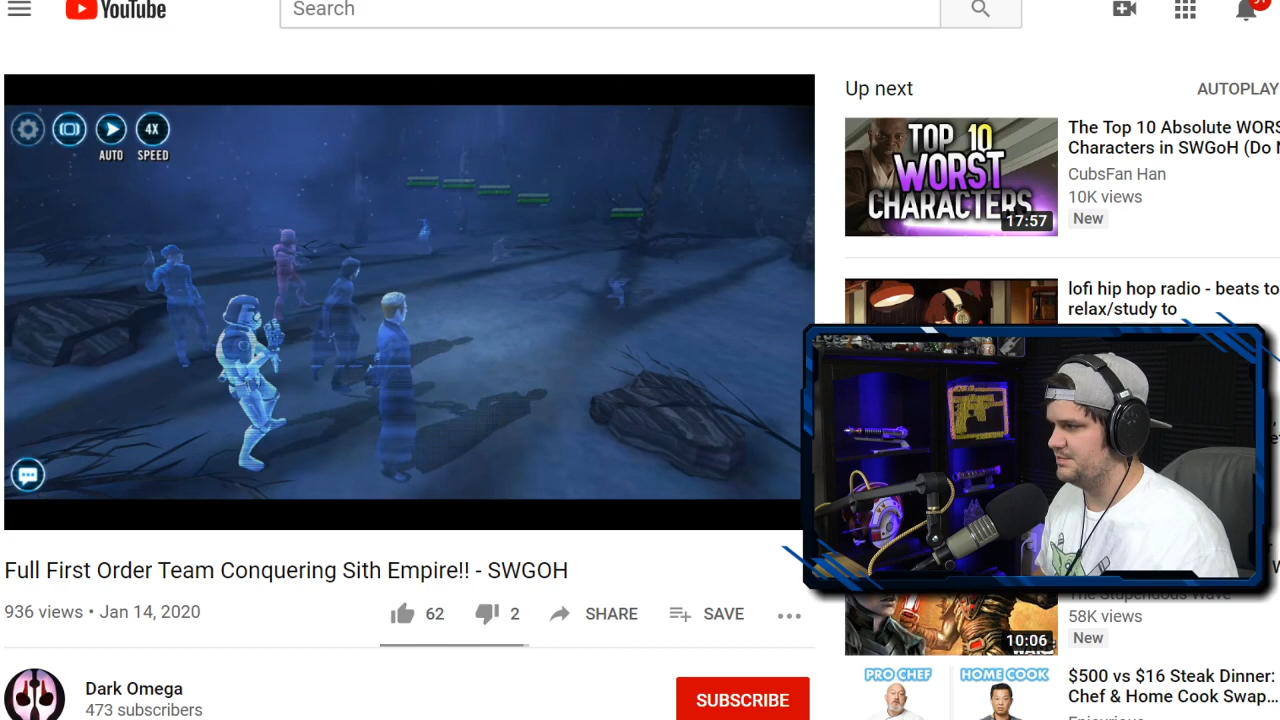 YouTube
Search
Up next
AUTOPLAY
4X
AUTO
SPEED
TOP 10
WORST
CHARACTERS
17:57
The Top 10 Absolute WORS
Characters in SWGoH (Do N
CubsFan Han
10K views
New
lofi hip hop radio - beats to
relax/study to
Full First Order Team Conquering Sith Empire!! - SWGOH
936 views • Jan 14, 2020
62
2
SHARE
SAVE
The Stupendous Wave
58K views
New
10:06
Dark Omega
473 subscribers
SUBSCRIBE
PRO CHEF
HOME COOK
$500 vs $16 Steak Dinner:
Chef & Home Cook Swap...
Epicurious